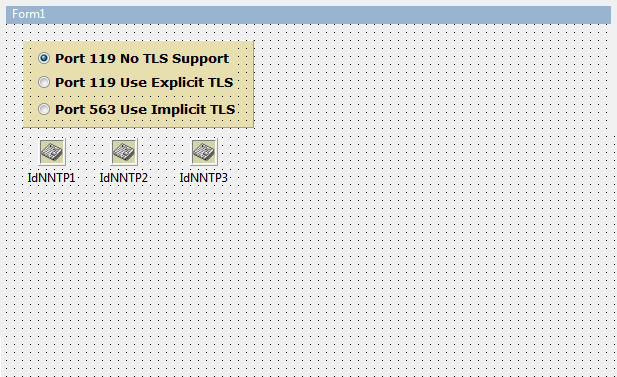 Form1
Port 119 No TLS Support
Port 119 Use Explicit TLS
Port 563 Use Implicit TLS
IdNNTP1 IdNNTP2 IdNNTP3